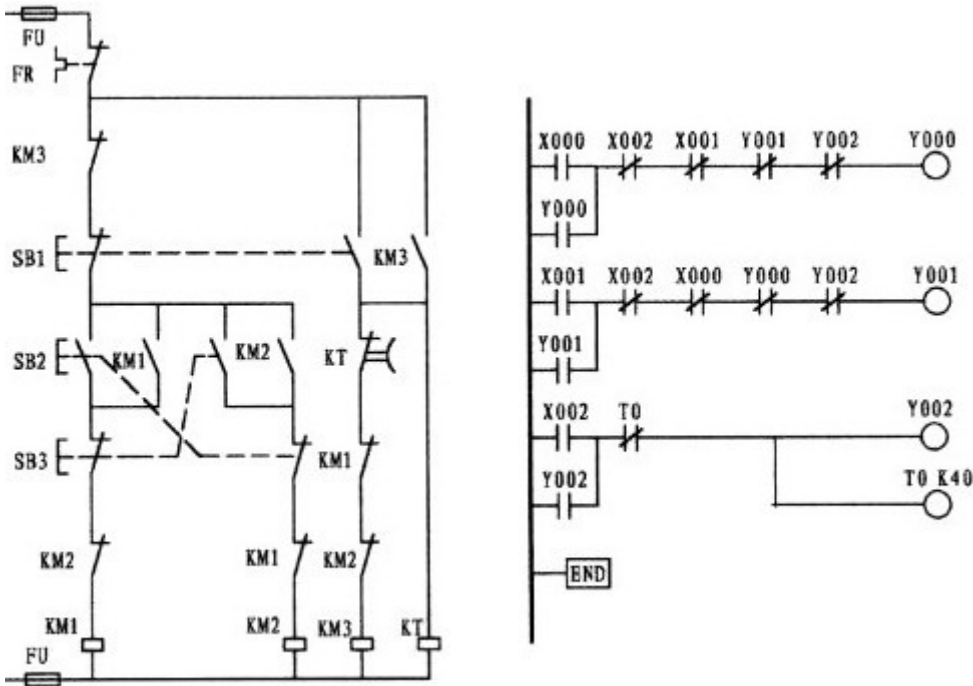 FU
FR
KM3
SB1 KM3
SB2 KM1 KM2 KT
SB3 KM1
KM2 KM1 KM2
KM1 KM2 KM3 KT
FU
X000 X002 X001 Y001 Y002 Y000
Y000
X001 X002 X000 Y000 Y002 Y001
Y001
X002 T0 Y002
Y002 T0 K40
END